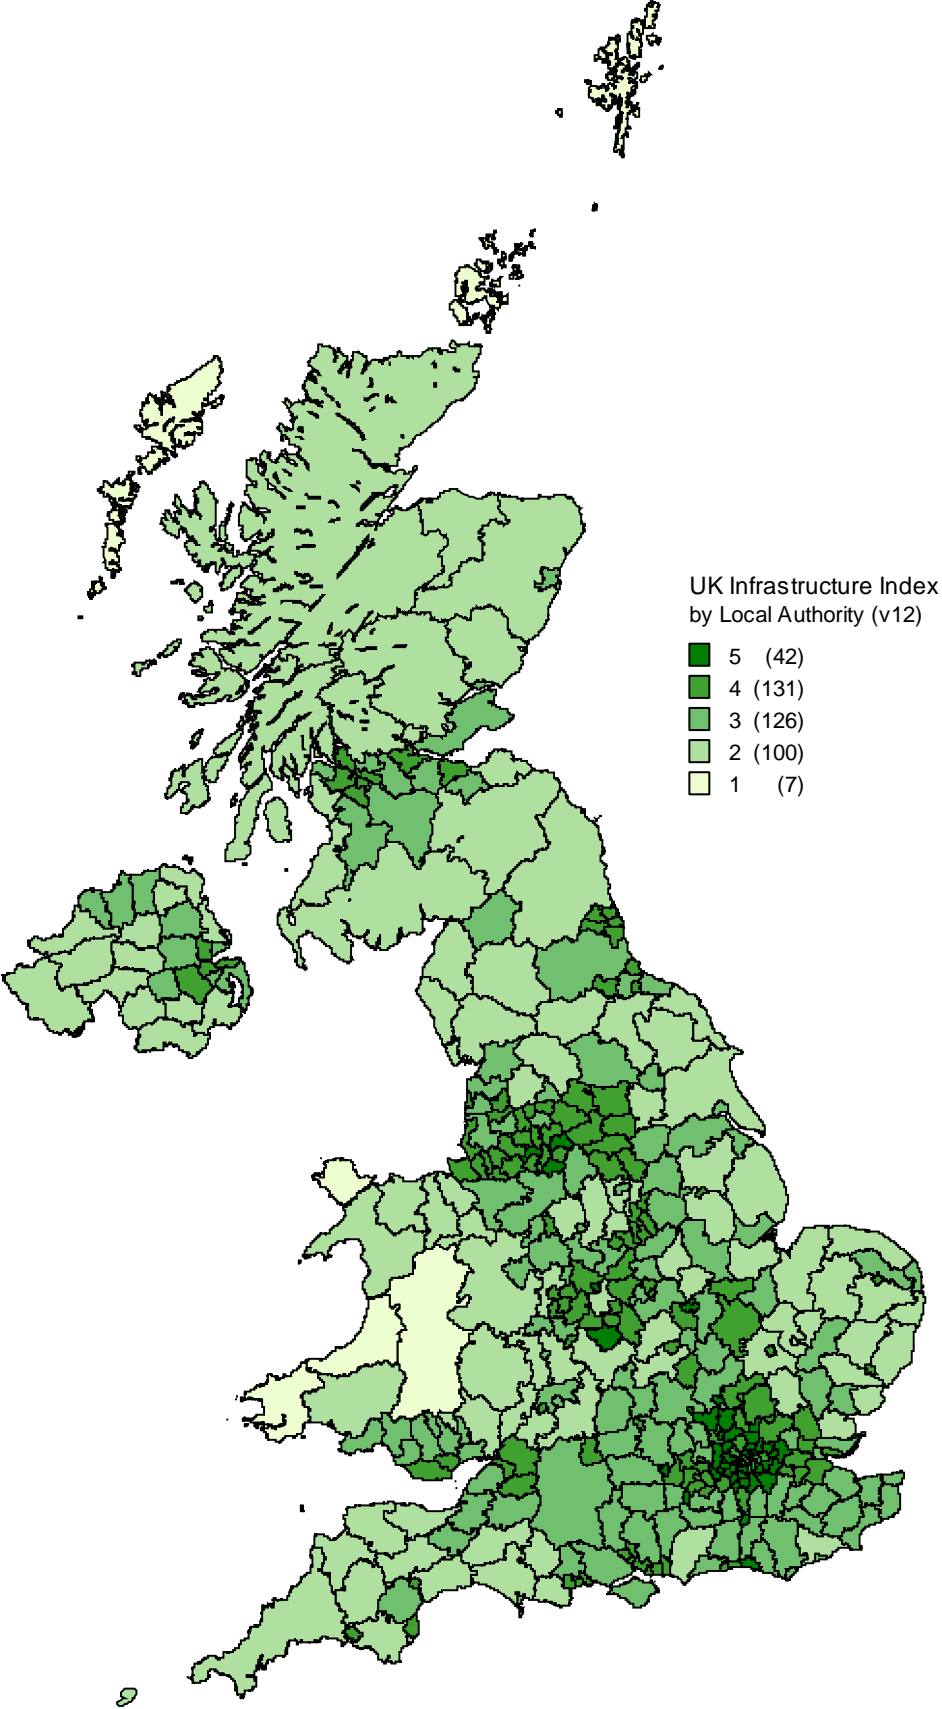 UK Infrastructure Index
by Local Authority (v12)
5 (42)
4 (131)
3 (126)
2 (100)
1 (7)